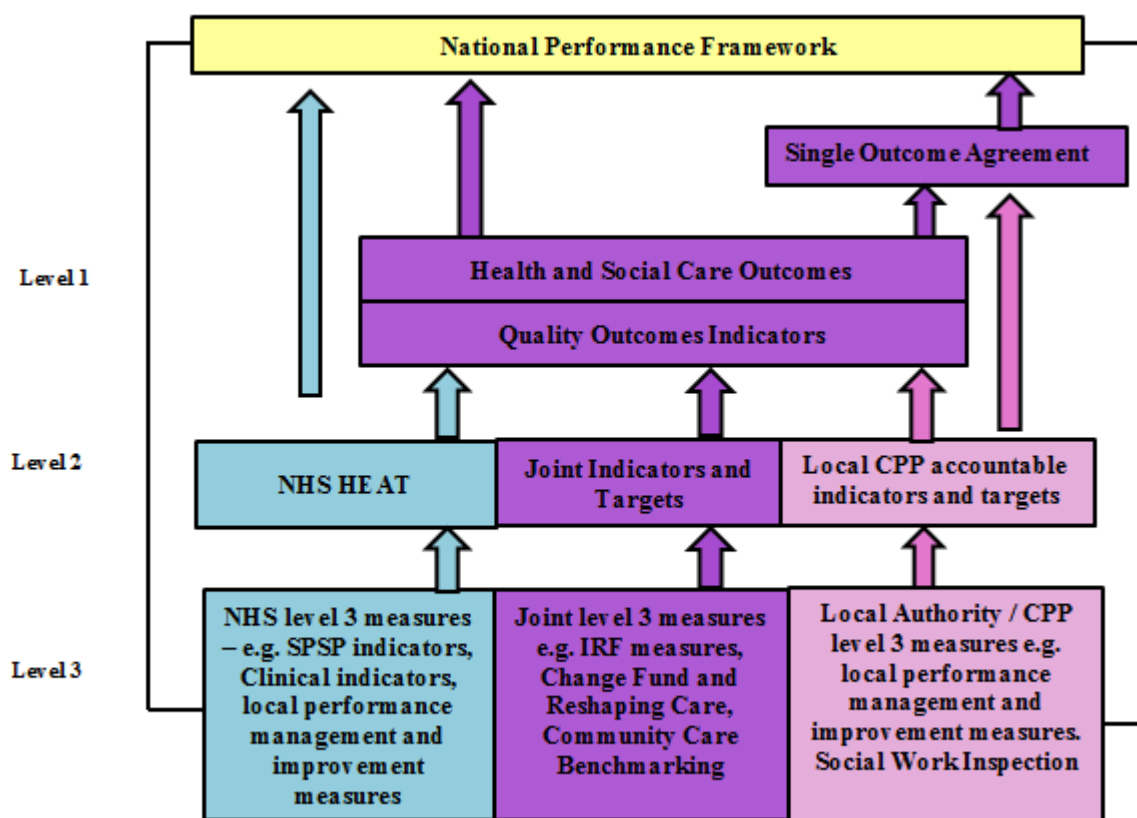 National Performance Framework
Single Outcome Agreement
Level 1
Health and Social Care Outcomes
Quality Outcomes Indicators
Level 2
NHS HEAT
Joint Indicators and
Targets
Local CPP accountable
indicators and targets
Level 3
NHS level 3 measures
– e.g. SPSP indicators,
Clinical indicators,
local performance
management and
improvement
measures
Joint level 3 measures
e.g. IRF measures,
Change Fund and
Reshaping Care,
Community Care
Benchmarking
Local Authority / CPP
level 3 measures e.g.
local performance
management and
improvement measures.
Social Work Inspection